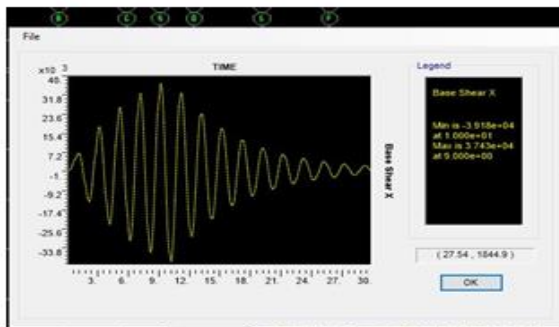 File
x10 3
TIME
Legend
40.
31.8
23.6
15.4
7.2
-.9.2
-17.4
-25.6
-33.8
Base Shear X
Base Shear X
Min is -3.918e+04
at 1.000e+01
Max is 3.743e+04
at 9.000e+00
3. 6. 9. 12. 15. 18. 21. 24. 27. 30.
( 27.54 , 1844.9 )
OK